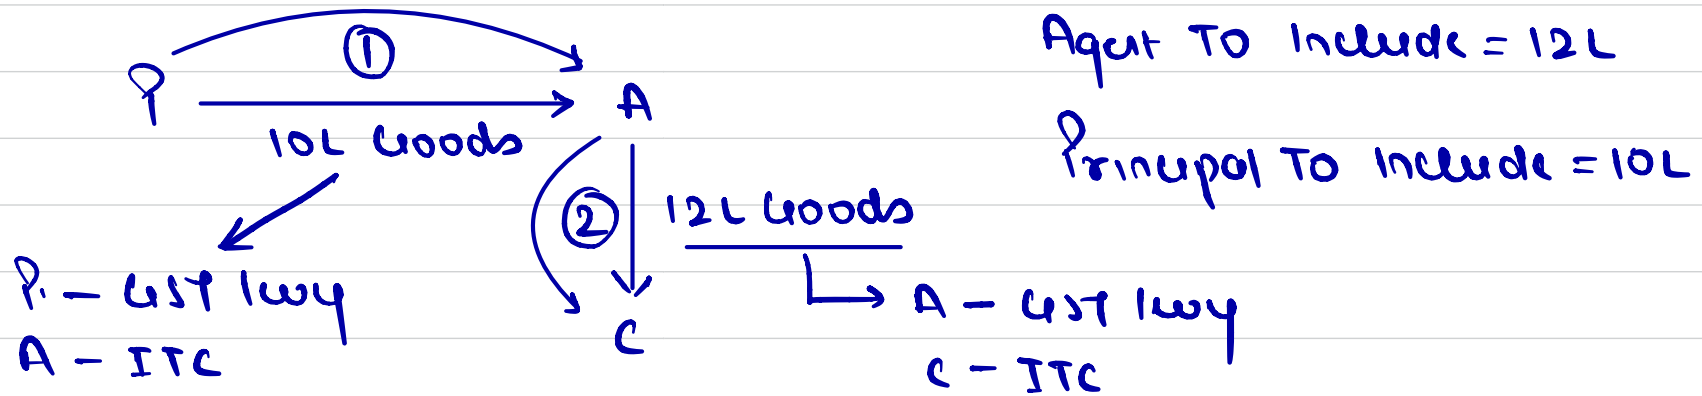 ① Agent To Include = 12L
P A
10L Goods Principal To Include = 10L
② 12L Goods
P. - GST levy A - GST levy
A - ITC C C - ITC